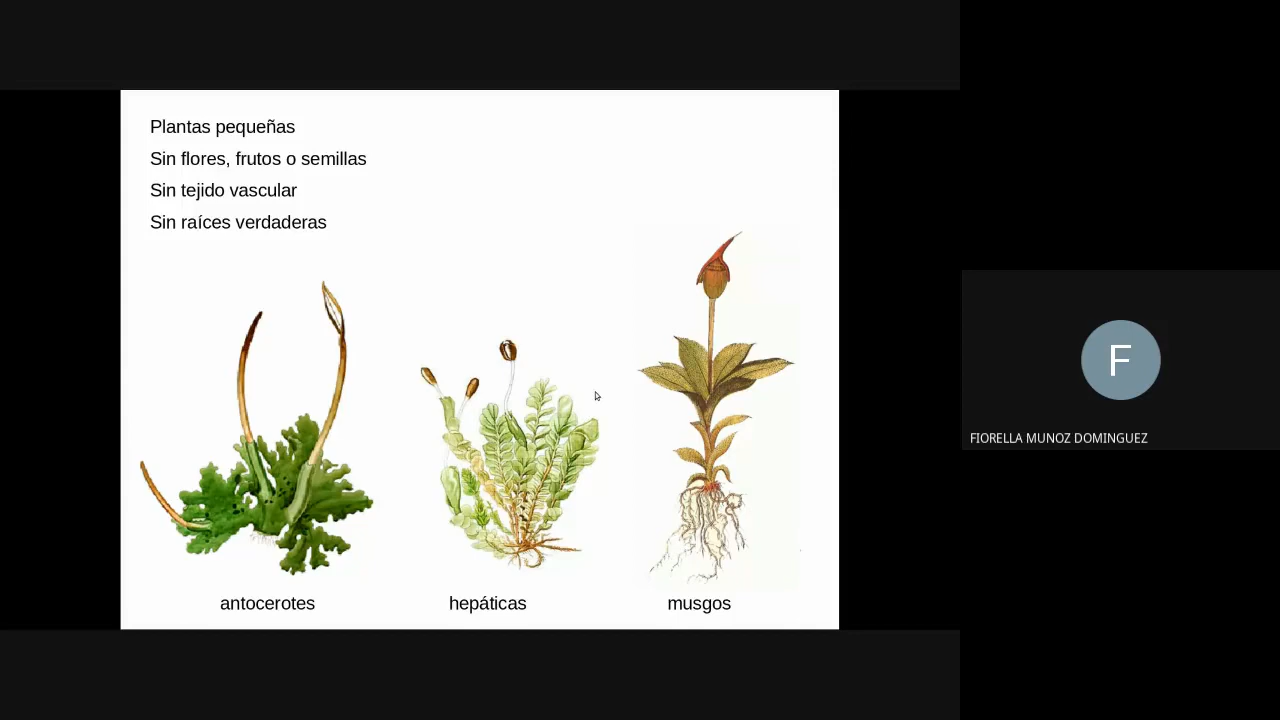 Plantas pequeñas
Sin flores, frutos o semillas
Sin tejido vascular
Sin raíces verdaderas
antocerotes
hepáticas
musgos
F
FIORELLA MUNOZ DOMINGUEZ